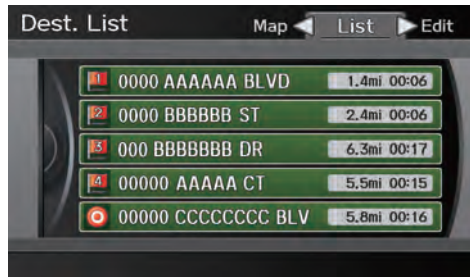 Dest. List Map List Edit
1 0000 AAAAAA BLVD 1.4mi 00:06
2 0000 BBBBBB ST 2.4mi 00:06
3 000 BBBBBBB DR 6.3mi 00:17
4 00000 AAAAA CT 5.5mi 00:15
00000 CCCCCCCC BLV 5.8mi 00:16